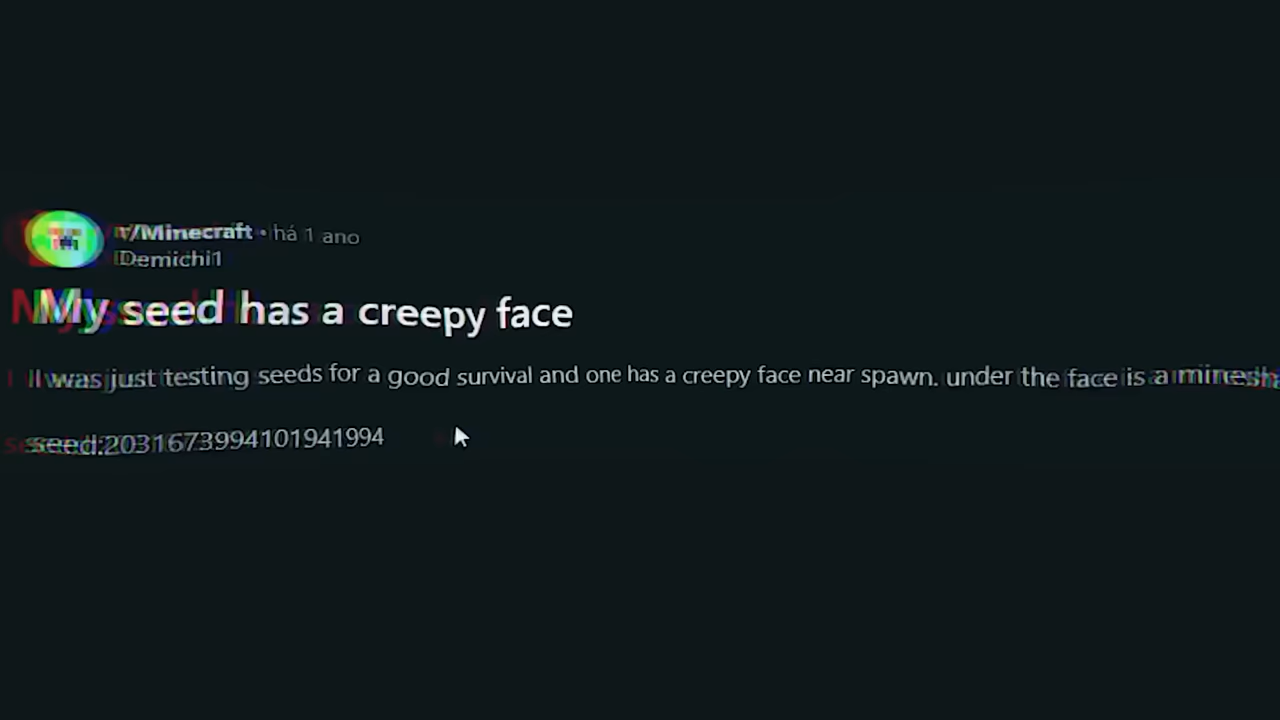 r/Minecraft • há 1 ano
Demichi1
My seed has a creepy face
I was just testing seeds for a good survival and one has a creepy face near spawn. under the face is a minesha
seed:2031673994101941994